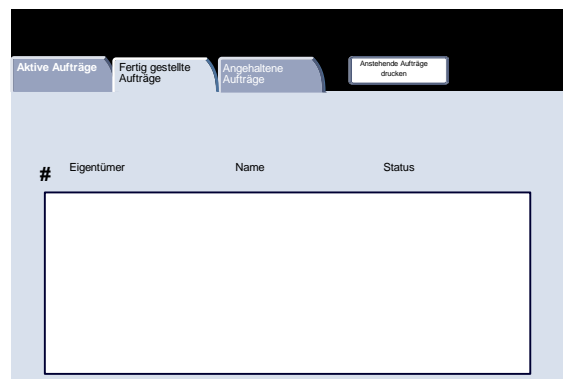 Aktive Aufträge
Fertig gestellte
Aufträge
Angehaltene
Aufträge
Anstehende Aufträge
drucken
# Eigentümer Name Status